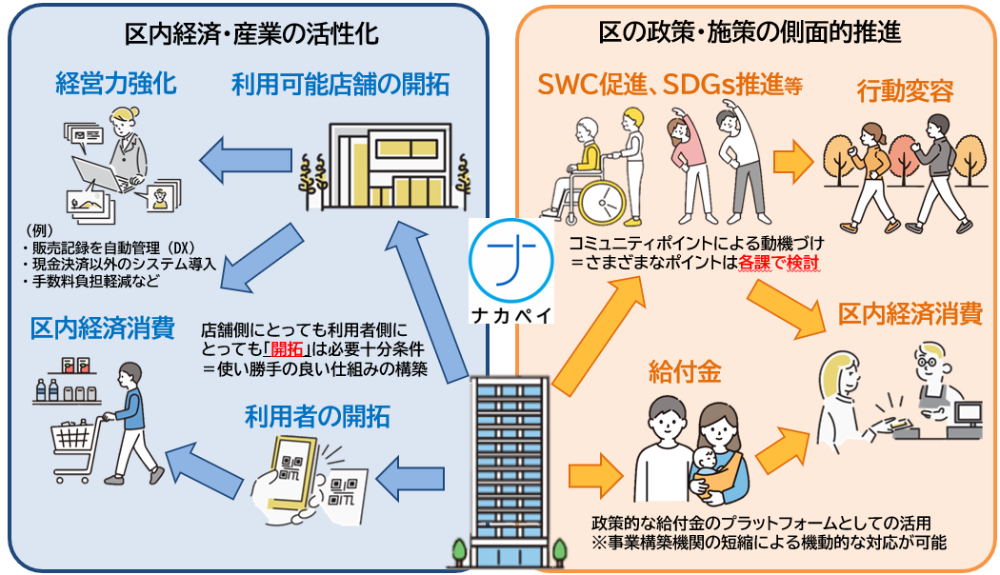 区内経済・産業の活性化
経営力強化
利用可能店舗の開拓
（例）
・販売記録を自動管理（DX）
・現金決済以外のシステム導入
・手数料負担軽減など
区内経済消費
店舗側にとっても利用者側に
とっても「開拓」は必要十分条件
＝使い勝手の良い仕組みの構築
利用者の開拓
ナ
ナカペイ
区の政策・施策の側面的推進
SWC促進、SDGs推進等
行動変容
コミュニティポイントによる動機づけ
＝さまざまなポイントは各課で検討
区内経済消費
給付金
政策的な給付金のプラットフォームとしての活用
※事業構築機関の短縮による機動的な対応が可能